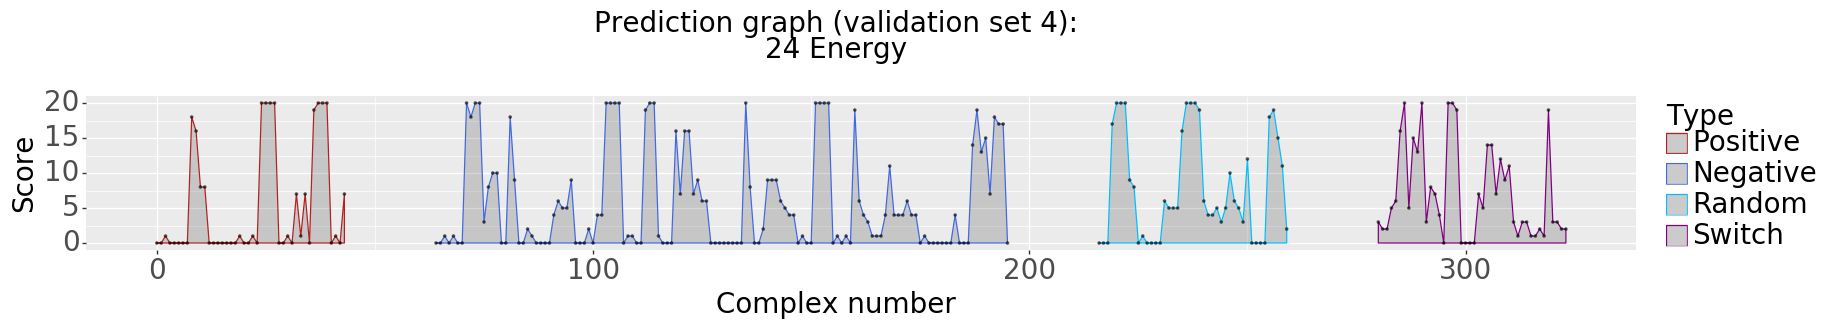 Prediction graph (validation set 4):
24 Energy
Score
20
15
10
5
0
0 100 200 300
Complex number
Type
Positive
Negative
Random
Switch